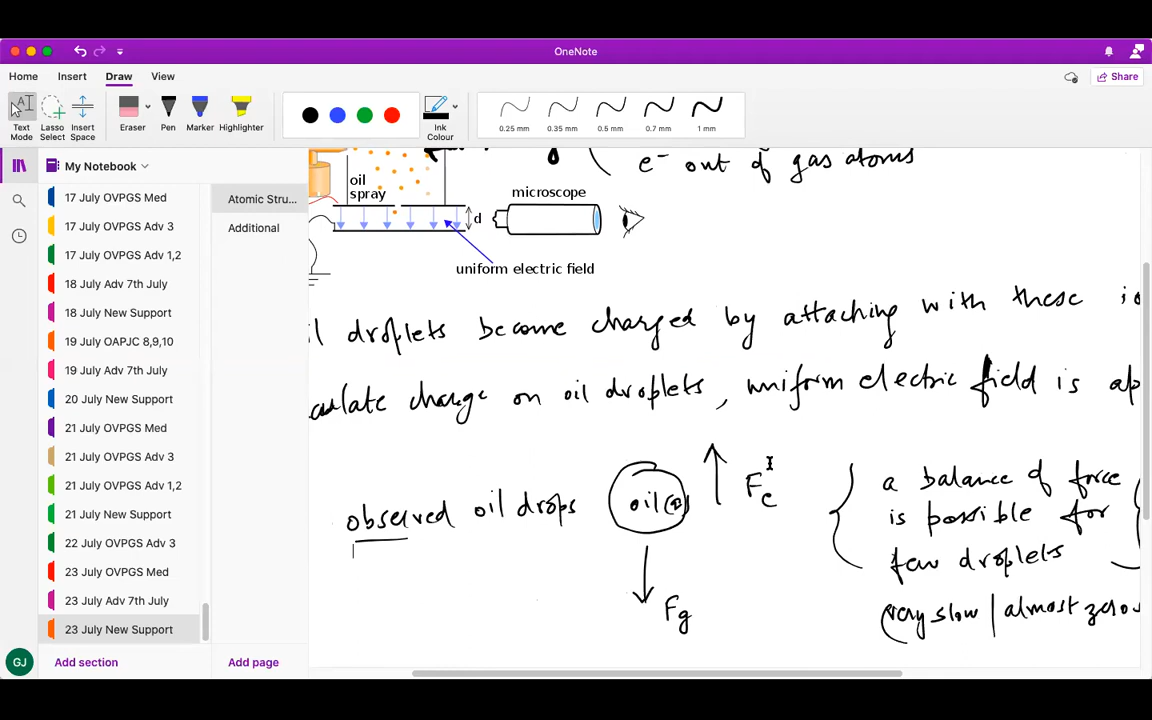 OneNote
Home Insert Draw View
Share
Text Mode
Lasso Select
Insert Space
Eraser
Pen
Marker
Highlighter
Ink Colour
0.25 mm
0.35 mm
0.5 mm
0.7 mm
1 mm
My Notebook
17 July OVPGS Med
17 July OVPGS Adv 3
17 July OVPGS Adv 1,2
18 July Adv 7th July
18 July New Support
19 July OAPJC 8,9,10
19 July Adv 7th July
20 July New Support
21 July OVPGS Med
21 July OVPGS Adv 3
21 July OVPGS Adv 1,2
21 July New Support
22 July OVPGS Adv 3
23 July OVPGS Med
23 July Adv 7th July
23 July New Support
GJ
Add section
Atomic Stru...
Additional
Add page
e- out of gas atoms
oil spray
microscope
d
uniform electric field
droplets become charged by attaching with these
charge on oil droplets, uniform electric field is
observed oil drops
oil
Fe
Fg
a balance of force
is possible for
few droplets
very slow | almost zero